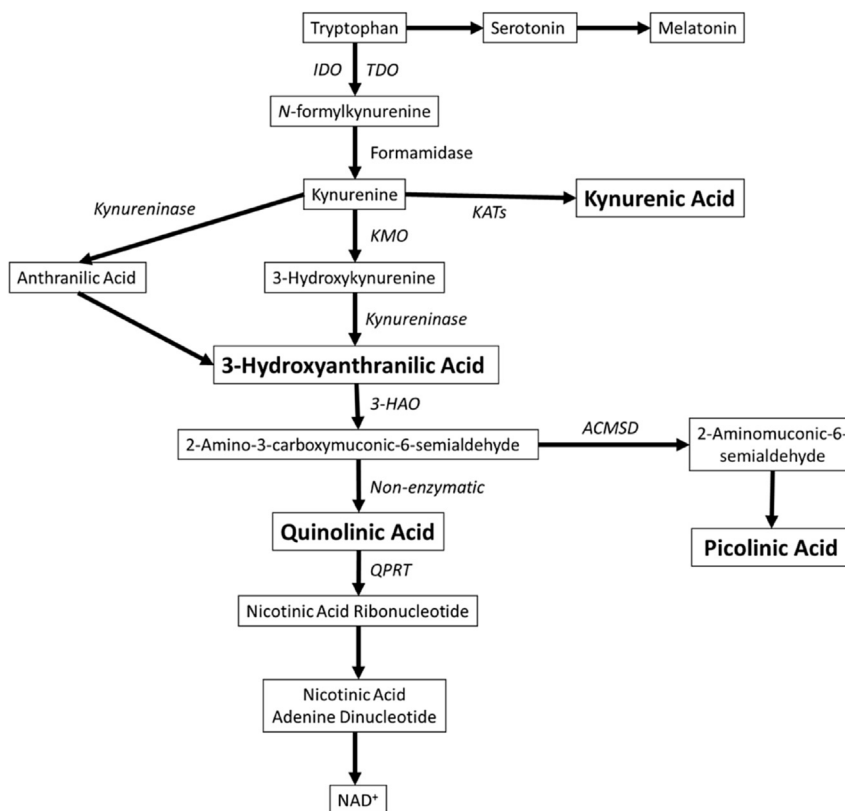 Tryptophan
Serotonin
Melatonin
IDO
TDO
N-formylkynurenine
Formamidase
Kynureninase
Kynurenine
KATs
Kynurenic Acid
KMO
Anthranilic Acid
3-Hydroxykynurenine
Kynureninase
3-Hydroxyanthranilic Acid
3-HAO
2-Amino-3-carboxymuconic-6-semialdehyde
ACMSD
2-Aminomuconic-6-
semialdehyde
Non-enzymatic
Quinolinic Acid
Picolinic Acid
QPRT
Nicotinic Acid Ribonucleotide
Nicotinic Acid
Adenine Dinucleotide
NAD⁺